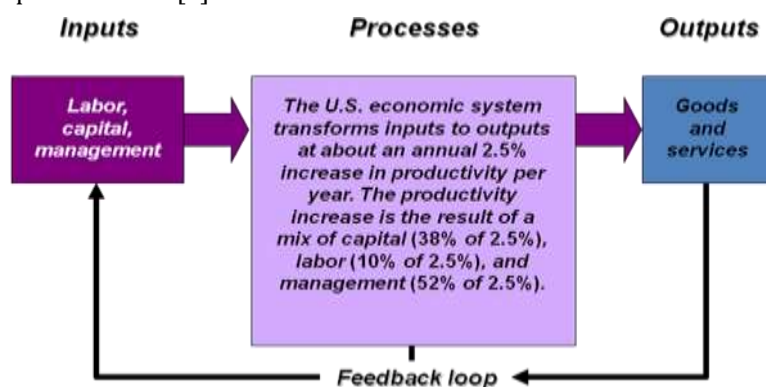 Inputs
Processes
Outputs
Labor,
capital,
management
The U.S. economic system
transforms inputs to outputs
at about an annual 2.5%
increase in productivity per
year. The productivity
increase is the result of a
mix of capital (38% of 2.5%),
labor (10% of 2.5%), and
management (52% of 2.5%).
Goods
and
services
Feedback loop